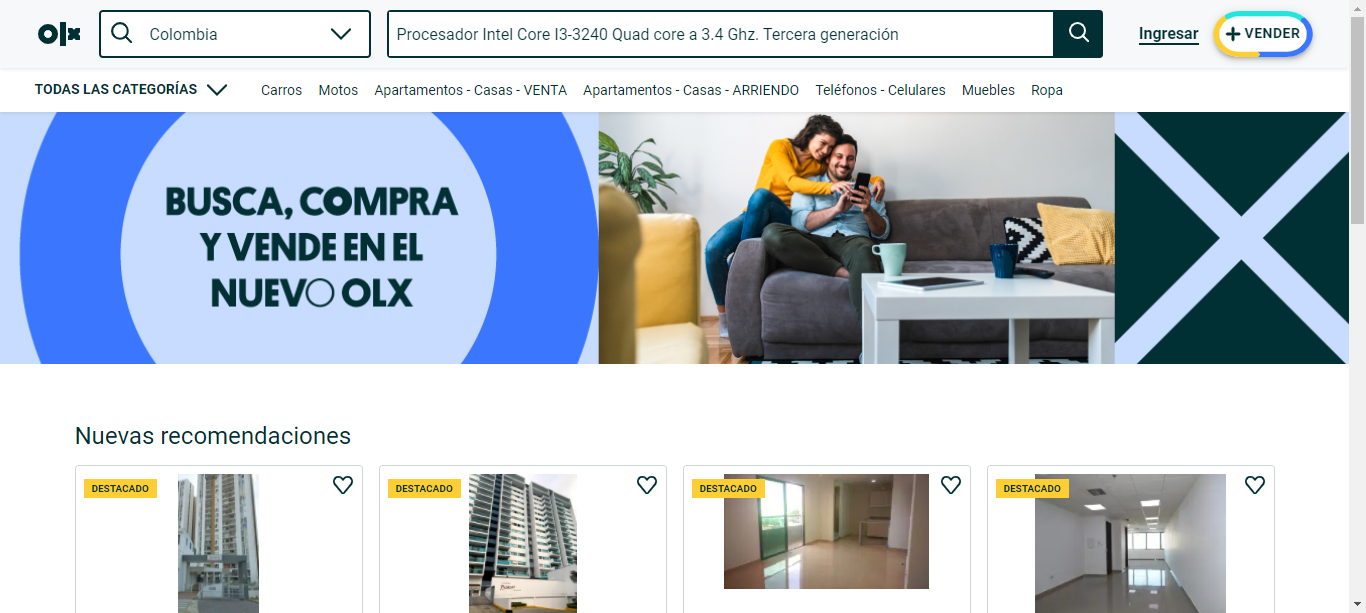 olx
Colombia
Procesador Intel Core I3-3240 Quad core a 3.4 Ghz. Tercera generación
Ingresar
VENDER
TODAS LAS CATEGORÍAS
Carros
Motos
Apartamentos - Casas - VENTA
Apartamentos - Casas - ARRIENDO
Teléfonos - Celulares
Muebles
Ropa
BUSCA, COMPRA
Y VENDE EN EL
NUEVO OLX
Nuevas recomendaciones
DESTACADO
DESTACADO
DESTACADO
DESTACADO